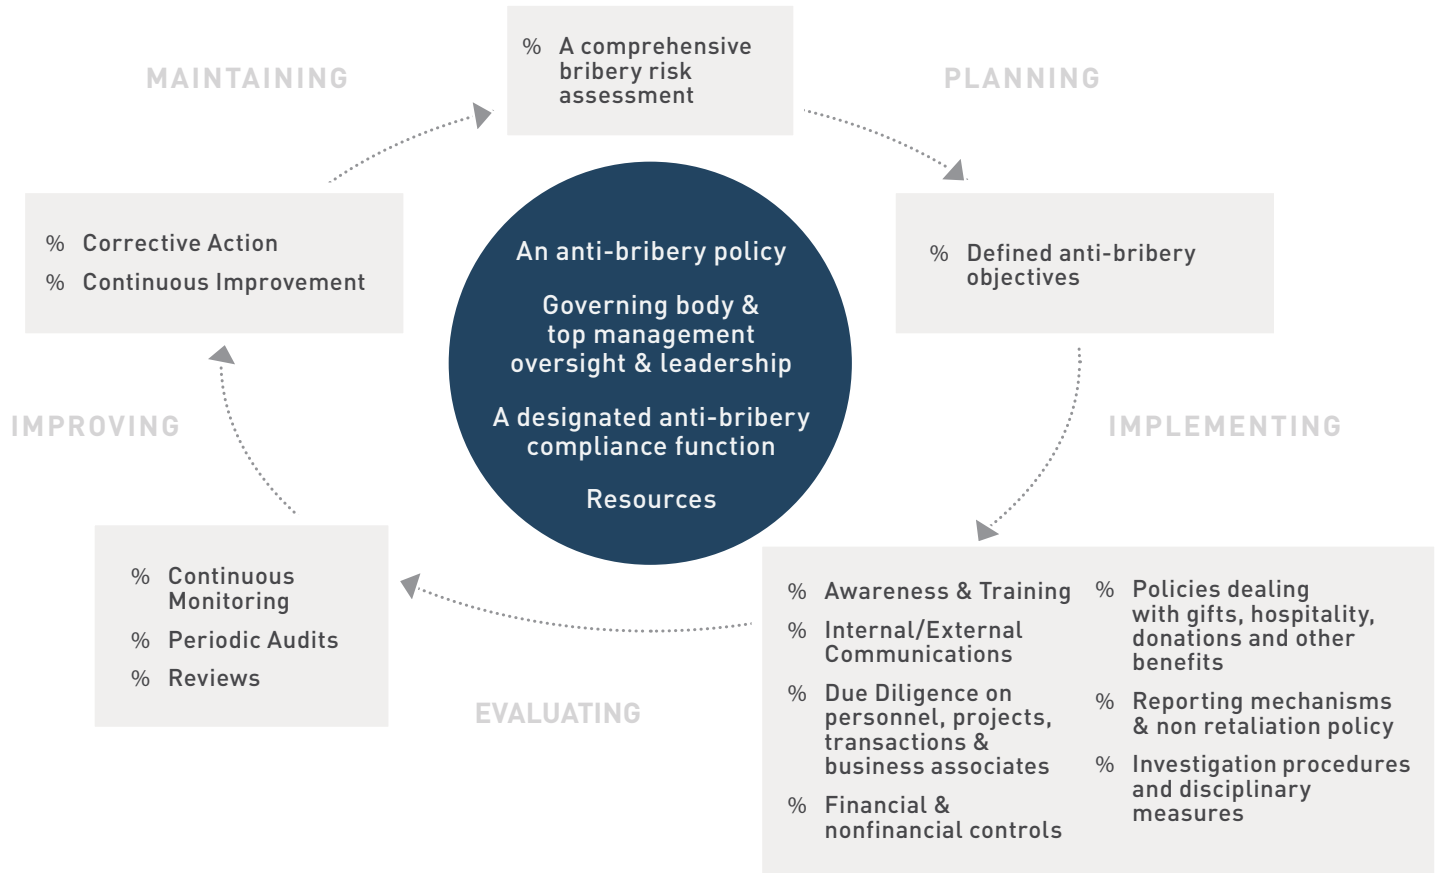 MAINTAINING
% A comprehensive
bribery risk
assessment
PLANNING
% Corrective Action
% Continuous Improvement
An anti-bribery policy
Governing body &
top management
oversight & leadership
A designated anti-bribery
compliance function
Resources
% Defined anti-bribery
objectives
IMPROVING
IMPLEMENTING
% Continuous
Monitoring
% Periodic Audits
% Reviews
EVALUATING
% Awareness & Training
% Internal/External
Communications
% Due Diligence on
personnel, projects,
transactions &
business associates
% Financial &
nonfinancial controls
% Policies dealing
with gifts, hospitality,
donations and other
benefits
% Reporting mechanisms
& non retaliation policy
% Investigation procedures
and disciplinary
measures